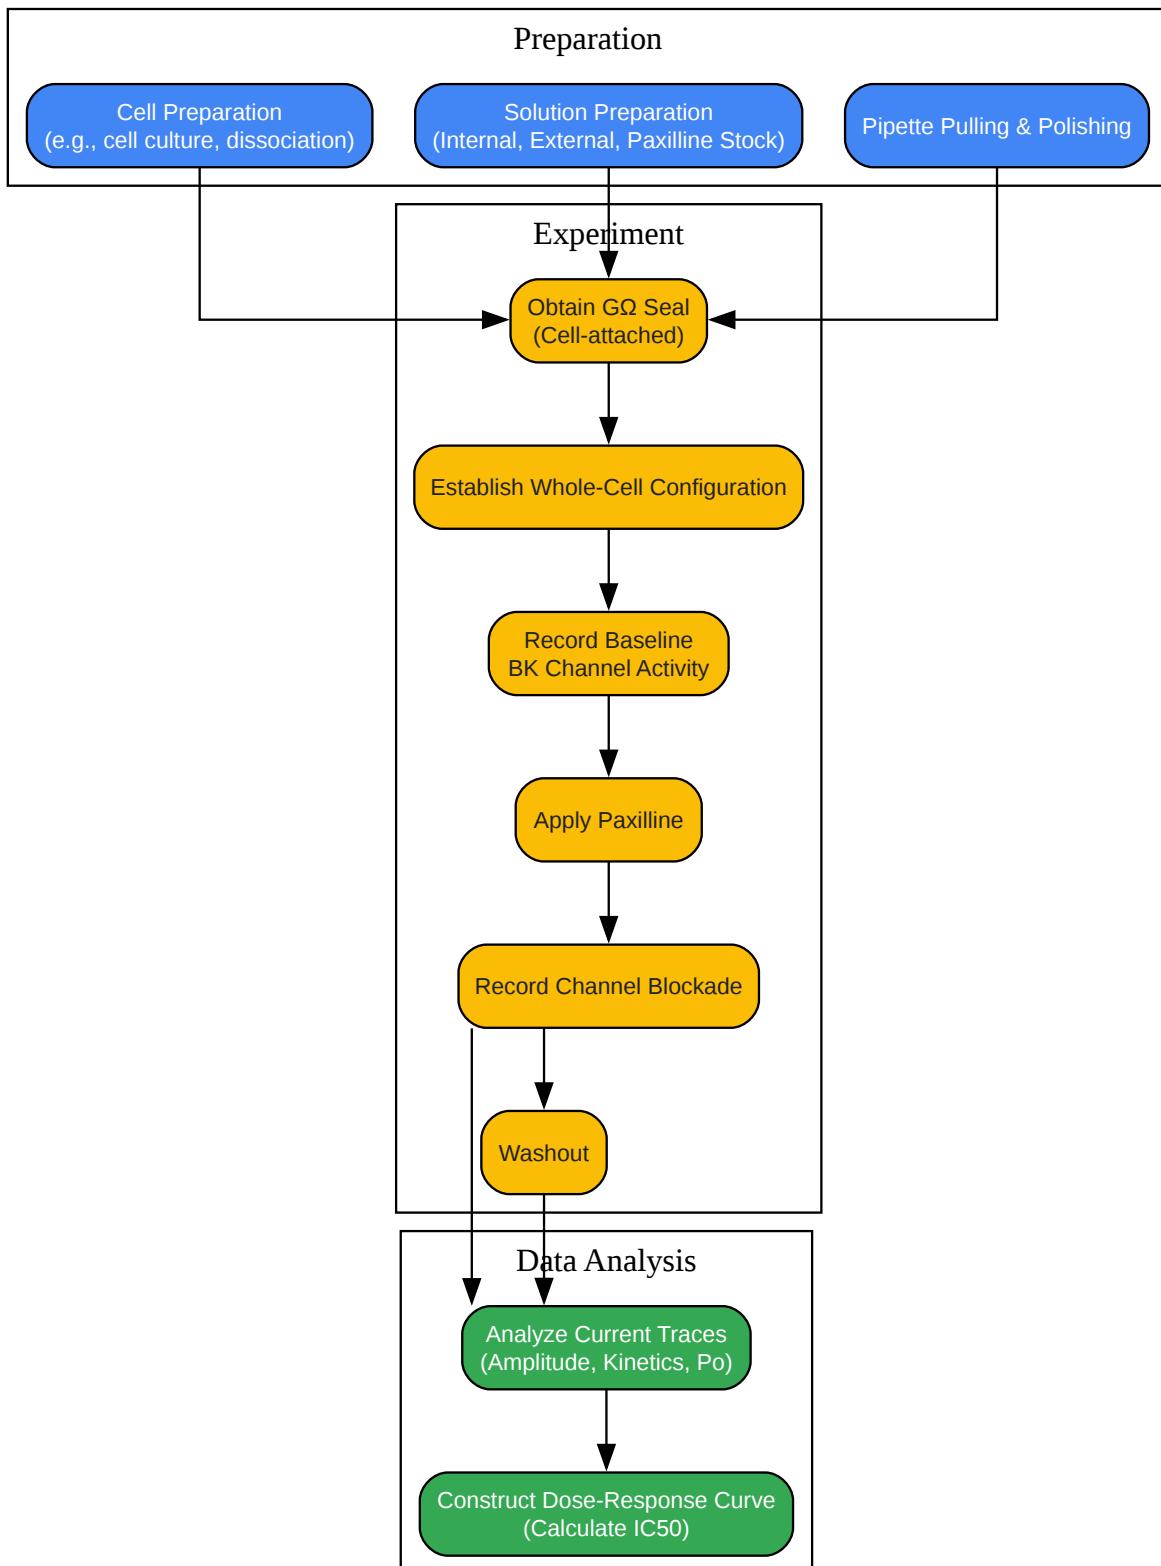 Preparation
Cell Preparation
(e.g., cell culture, dissociation)
Solution Preparation
(Internal, External, Paxilline Stock)
Pipette Pulling & Polishing
Experiment
Obtain GΩ Seal
(Cell-attached)
Establish Whole-Cell Configuration
Record Baseline
BK Channel Activity
Apply Paxilline
Record Channel Blockade
Washout
Data Analysis
Analyze Current Traces
(Amplitude, Kinetics, Po)
Construct Dose-Response Curve
(Calculate IC50)